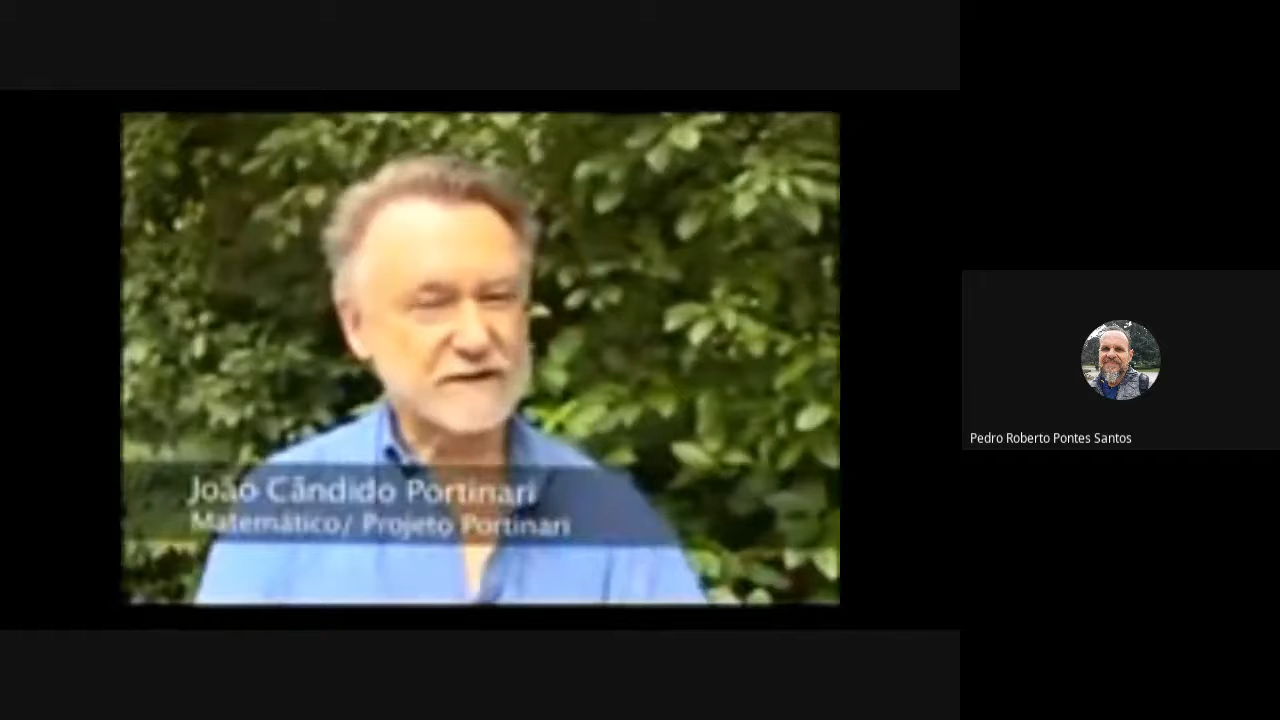 João Cândido Portinari
Matemático/ Projeto Portinari
Pedro Roberto Pontes Santos